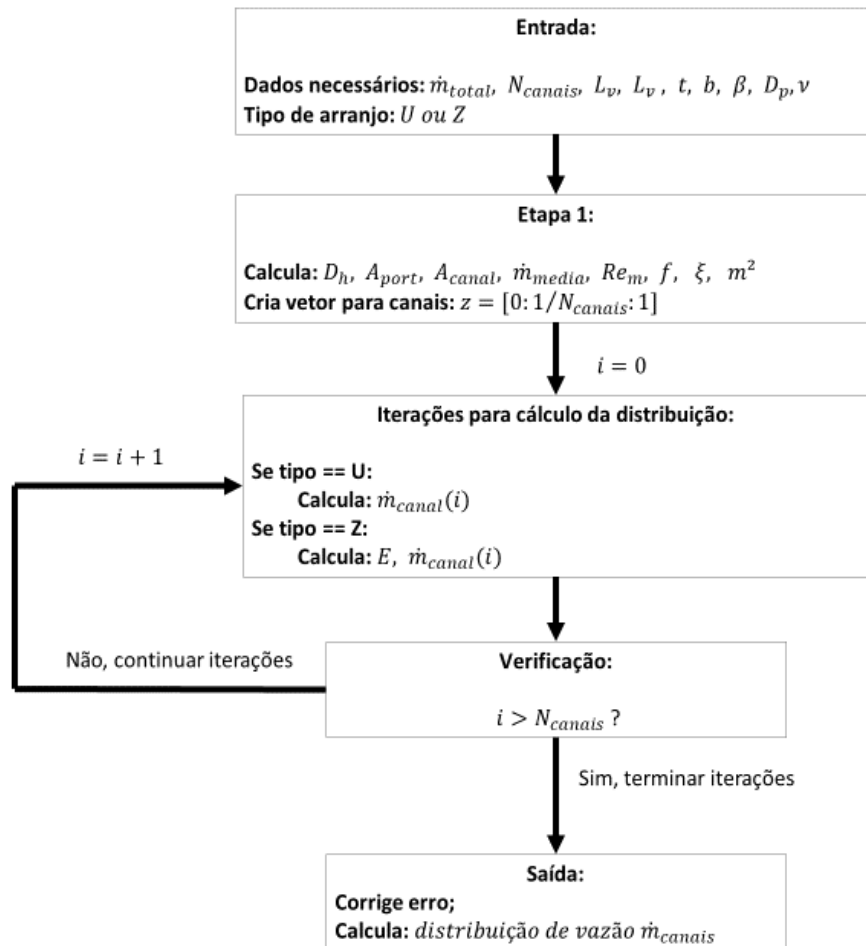 Entrada:
Dados necessários: ṁ_total, N_canais, L_v, L_v , t, b, β, D_p, ν
Tipo de arranjo: U ou Z
Etapa 1:
Calcula: D_h, A_port, A_canal, ṁ_media, Re_m, f, ξ, m²
Cria vetor para canais: z = [0: 1/N_canais: 1]
i = 0
Iterações para cálculo da distribuição:
i = i + 1
Se tipo == U:
Calcula: ṁ_canal(i)
Se tipo == Z:
Calcula: E, ṁ_canal(i)
Não, continuar iterações
Verificação:
i > N_canais ?
Sim, terminar iterações
Saída:
Corrige erro;
Calcula: distribuição de vazão ṁ_canais